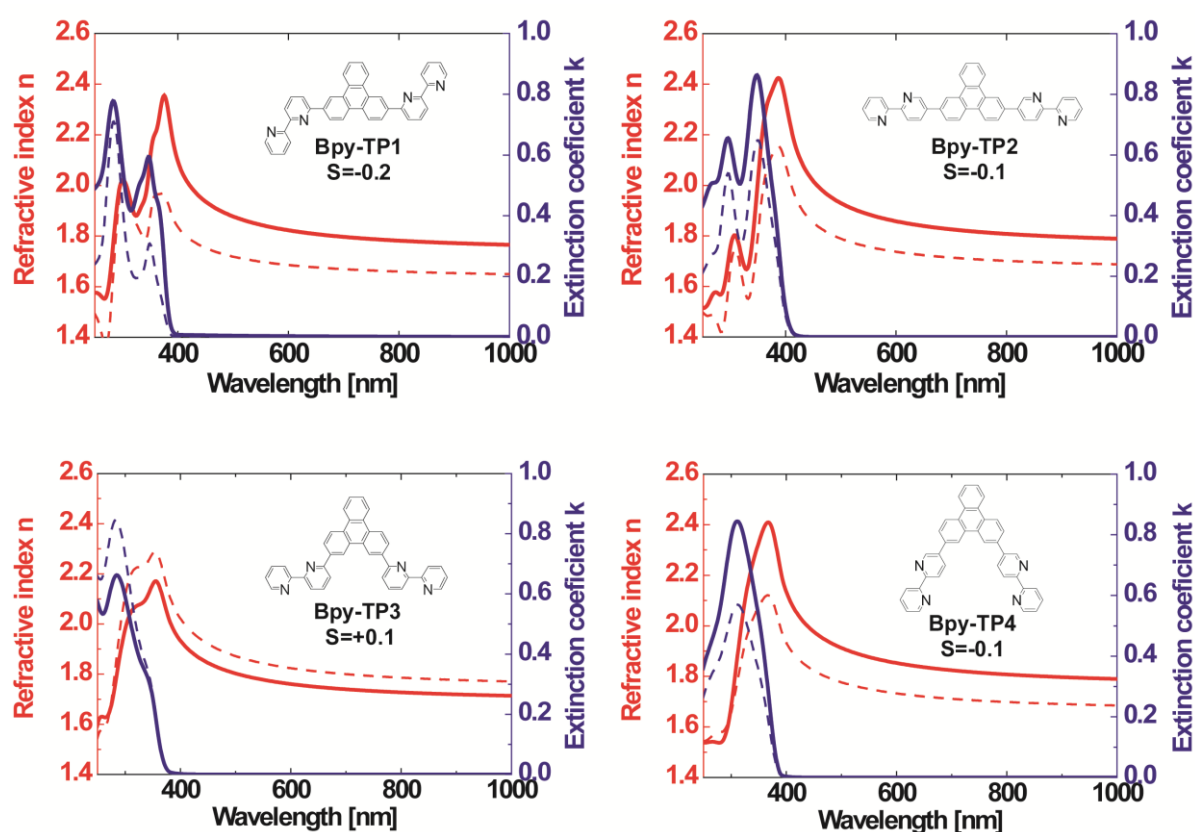 2.6
2.4
2.2
2.0
1.8
1.6
1.4
Refractive index n
1.0
0.8
0.6
0.4
0.2
0.0
Extinction coeficient k
400
600
800
1000
Wavelength [nm]
N
N
N
N
Bpy-TP1
S=-0.2
2.6
2.4
2.2
2.0
1.8
1.6
1.4
Refractive index n
1.0
0.8
0.6
0.4
0.2
0.0
Extinction coeficient k
400
600
800
1000
Wavelength [nm]
N
N
N
N
Bpy-TP2
S=-0.1
2.6
2.4
2.2
2.0
1.8
1.6
1.4
Refractive index n
1.0
0.8
0.6
0.4
0.2
0.0
Extinction coeficient k
400
600
800
1000
Wavelength [nm]
N
N
N
N
Bpy-TP3
S=+0.1
2.6
2.4
2.2
2.0
1.8
1.6
1.4
Refractive index n
1.0
0.8
0.6
0.4
0.2
0.0
Extinction coeficient k
400
600
800
1000
Wavelength [nm]
N
N
N
N
Bpy-TP4
S=-0.1